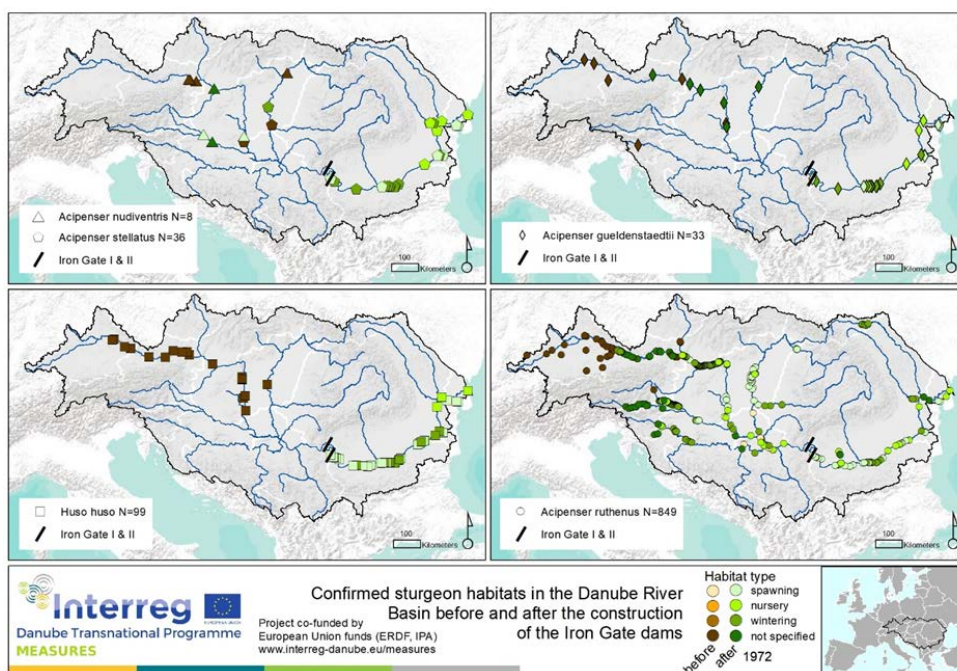 Acipenser nudiventris N=8
Acipenser stellatus N=36
Iron Gate I & II
100
Kilometers
Acipenser gueldenstaedtii N=33
Iron Gate I & II
100
Kilometers
Huso huso N=99
Iron Gate I & II
100
Kilometers
Acipenser ruthenus N=849
Iron Gate I & II
100
Kilometers
Interreg
EUROPEAN UNION
Danube Transnational Programme
MEASURES
Project co-funded by
European Union funds (ERDF, IPA)
www.interreg-danube.eu/measures
Confirmed sturgeon habitats in the Danube River
Basin before and after the construction
of the Iron Gate dams
Habitat type
spawning
nursery
wintering
not specified
before
after
1972